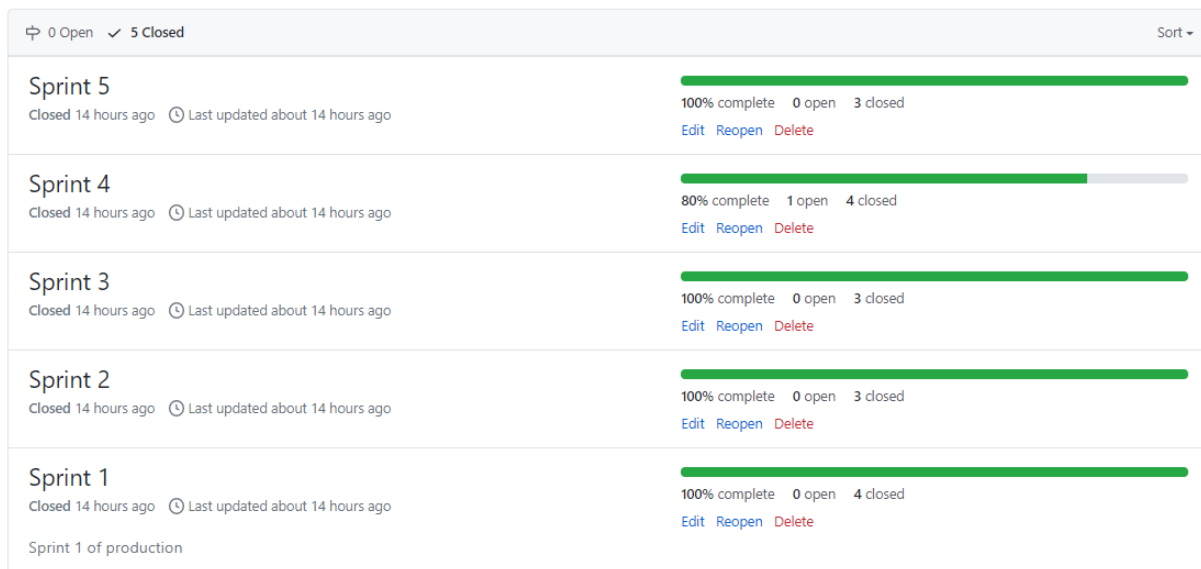 0 Open 5 Closed Sort
Sprint 5
Closed 14 hours ago Last updated about 14 hours ago
100% complete 0 open 3 closed
Edit Reopen Delete
Sprint 4
Closed 14 hours ago Last updated about 14 hours ago
80% complete 1 open 4 closed
Edit Reopen Delete
Sprint 3
Closed 14 hours ago Last updated about 14 hours ago
100% complete 0 open 3 closed
Edit Reopen Delete
Sprint 2
Closed 14 hours ago Last updated about 14 hours ago
100% complete 0 open 3 closed
Edit Reopen Delete
Sprint 1
Closed 14 hours ago Last updated about 14 hours ago
Sprint 1 of production
100% complete 0 open 4 closed
Edit Reopen Delete